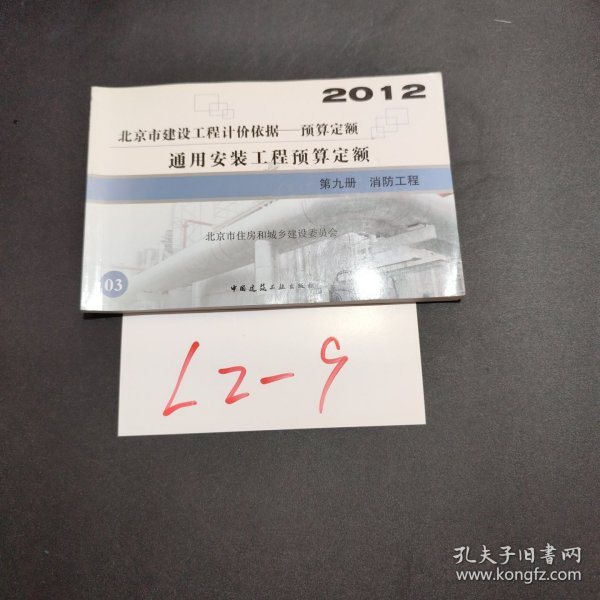 2012
北京市建设工程计价依据——预算定额
通用安装工程预算定额
第九册 消防工程
北京市住房和城乡建设委员会
03
中国建筑工业出版社
孔夫子旧书网
www.kongfz.com